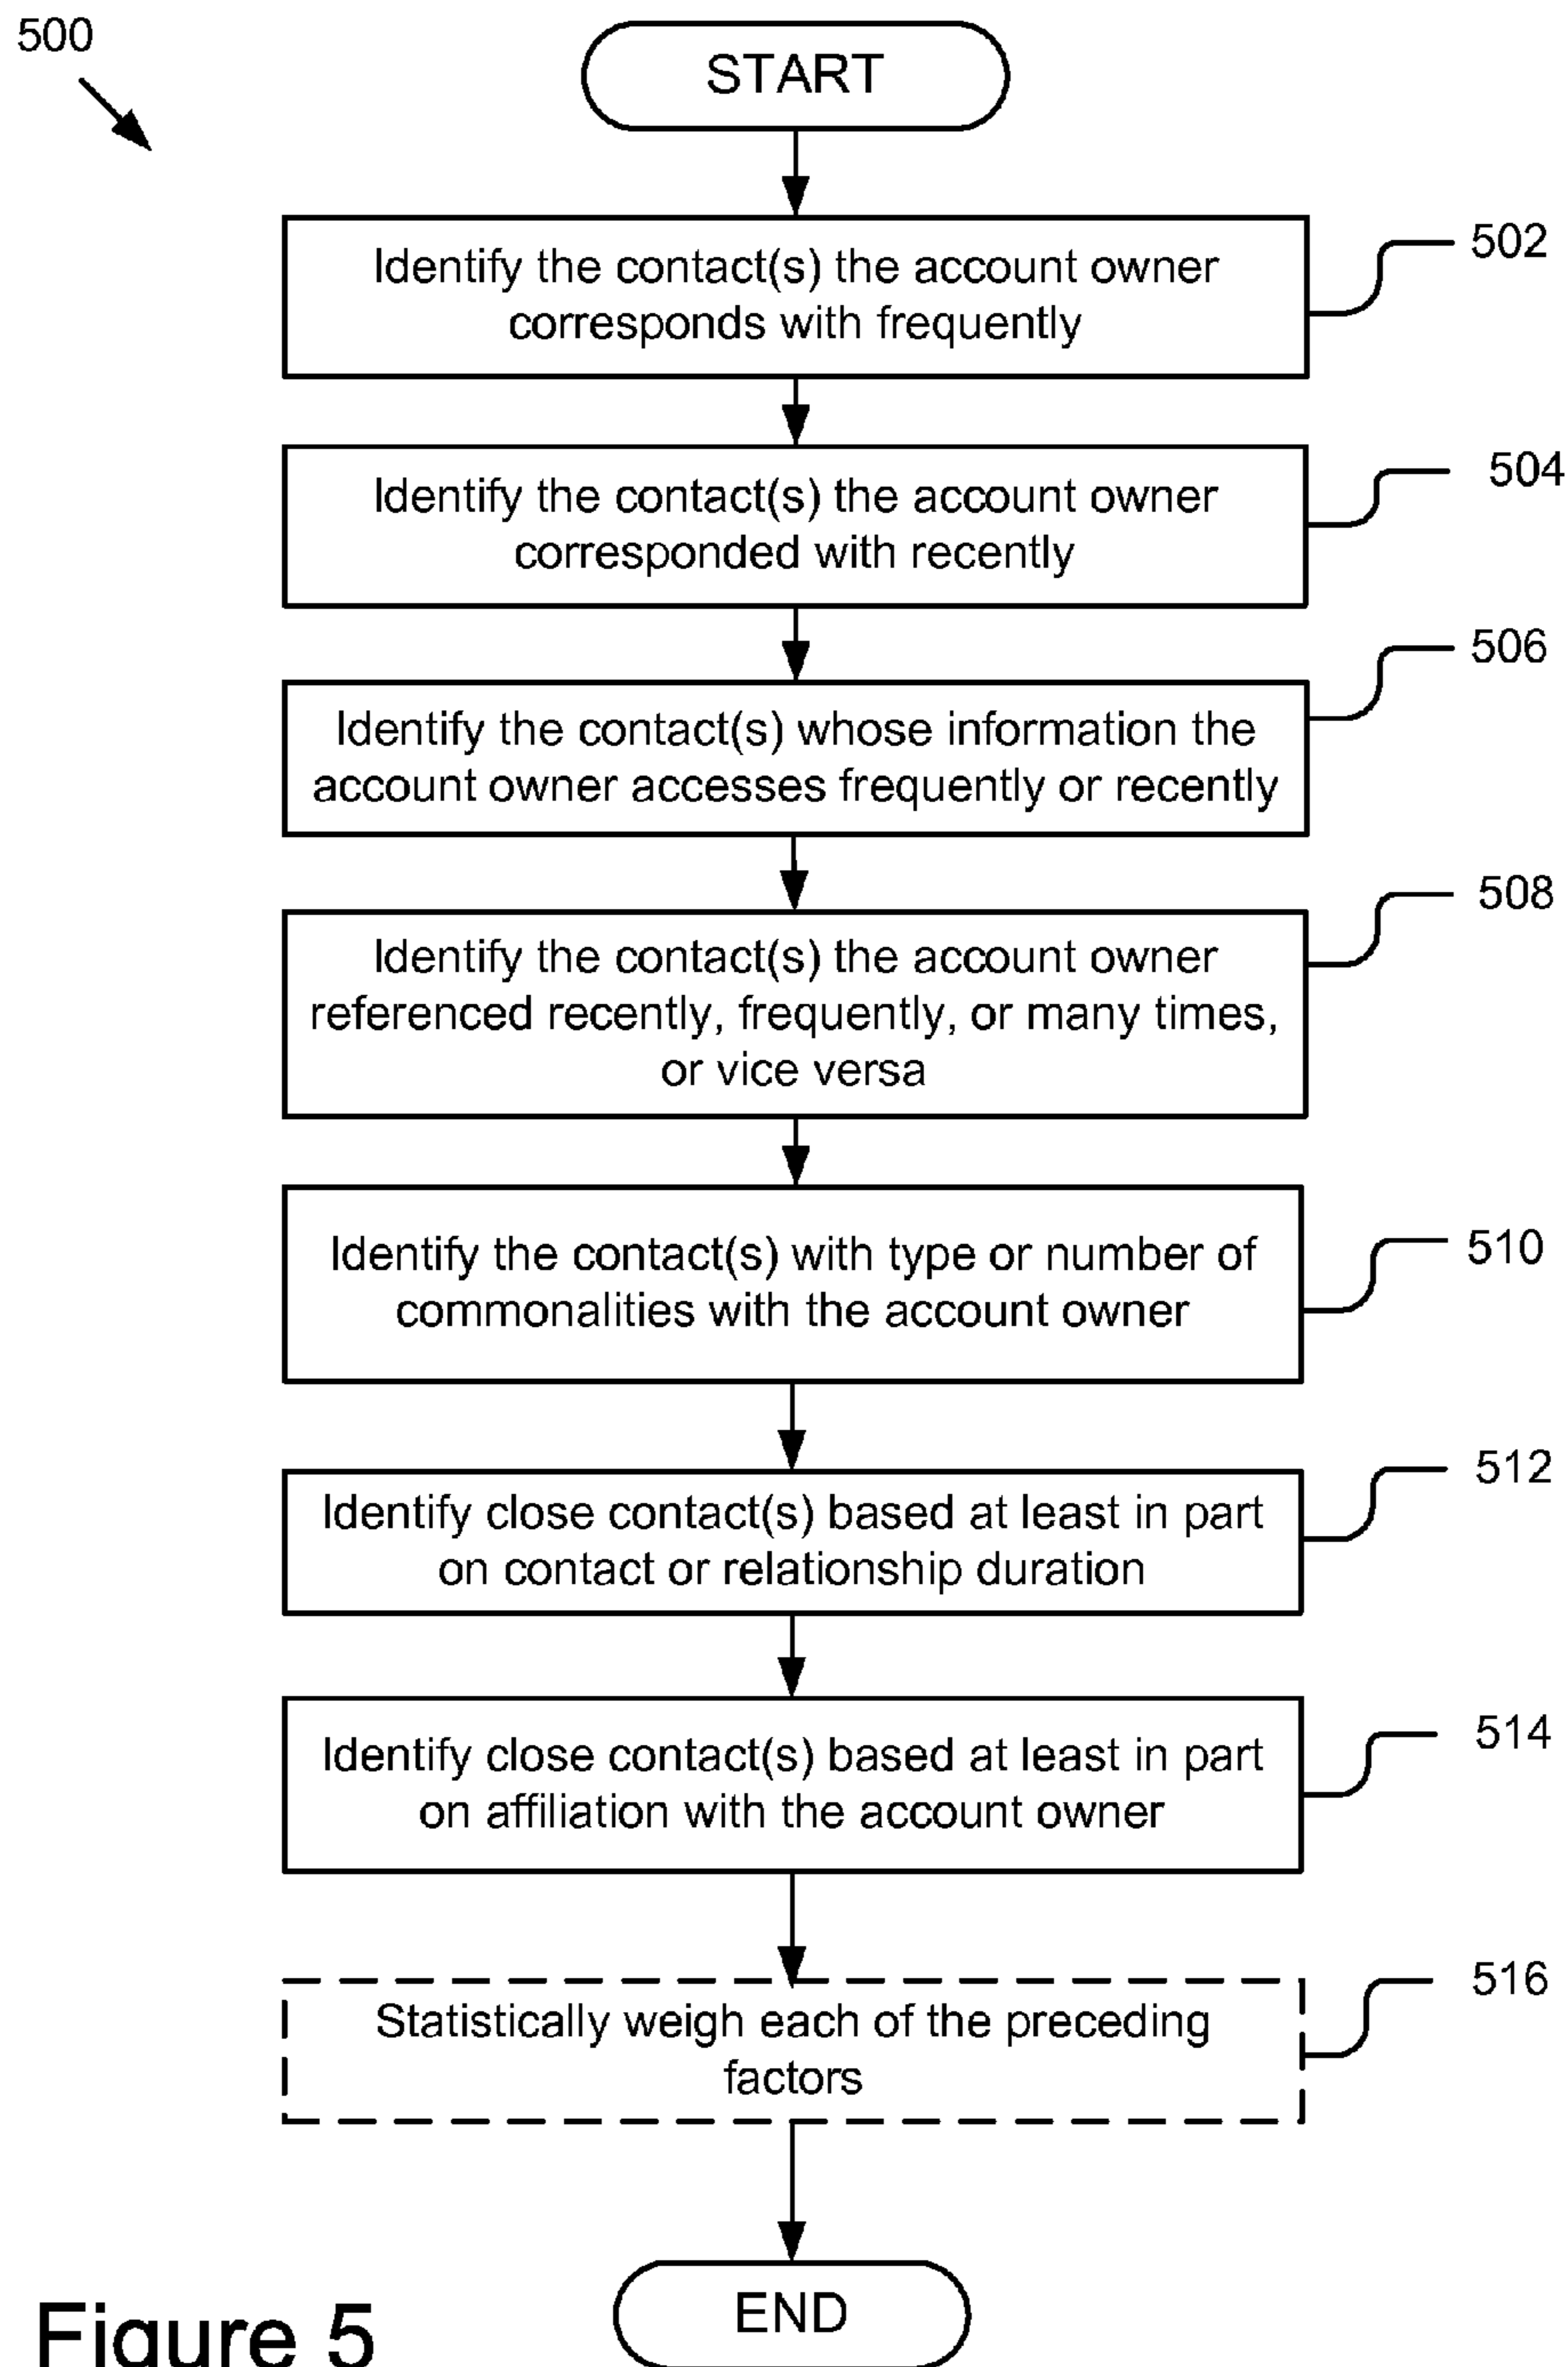 500
START
Identify the contact(s) the account owner
corresponds with frequently
502
Identify the contact(s) the account owner
corresponded with recently
504
Identify the contact(s) whose information the
account owner accesses frequently or recently
506
Identify the contact(s) the account owner
referenced recently, frequently, or many times,
or vice versa
508
Identify the contact(s) with type or number of
commonalities with the account owner
510
Identify close contact(s) based at least in part
on contact or relationship duration
512
Identify close contact(s) based at least in part
on affiliation with the account owner
514
Statistically weigh each of the preceding
factors
516
END
Figure 5